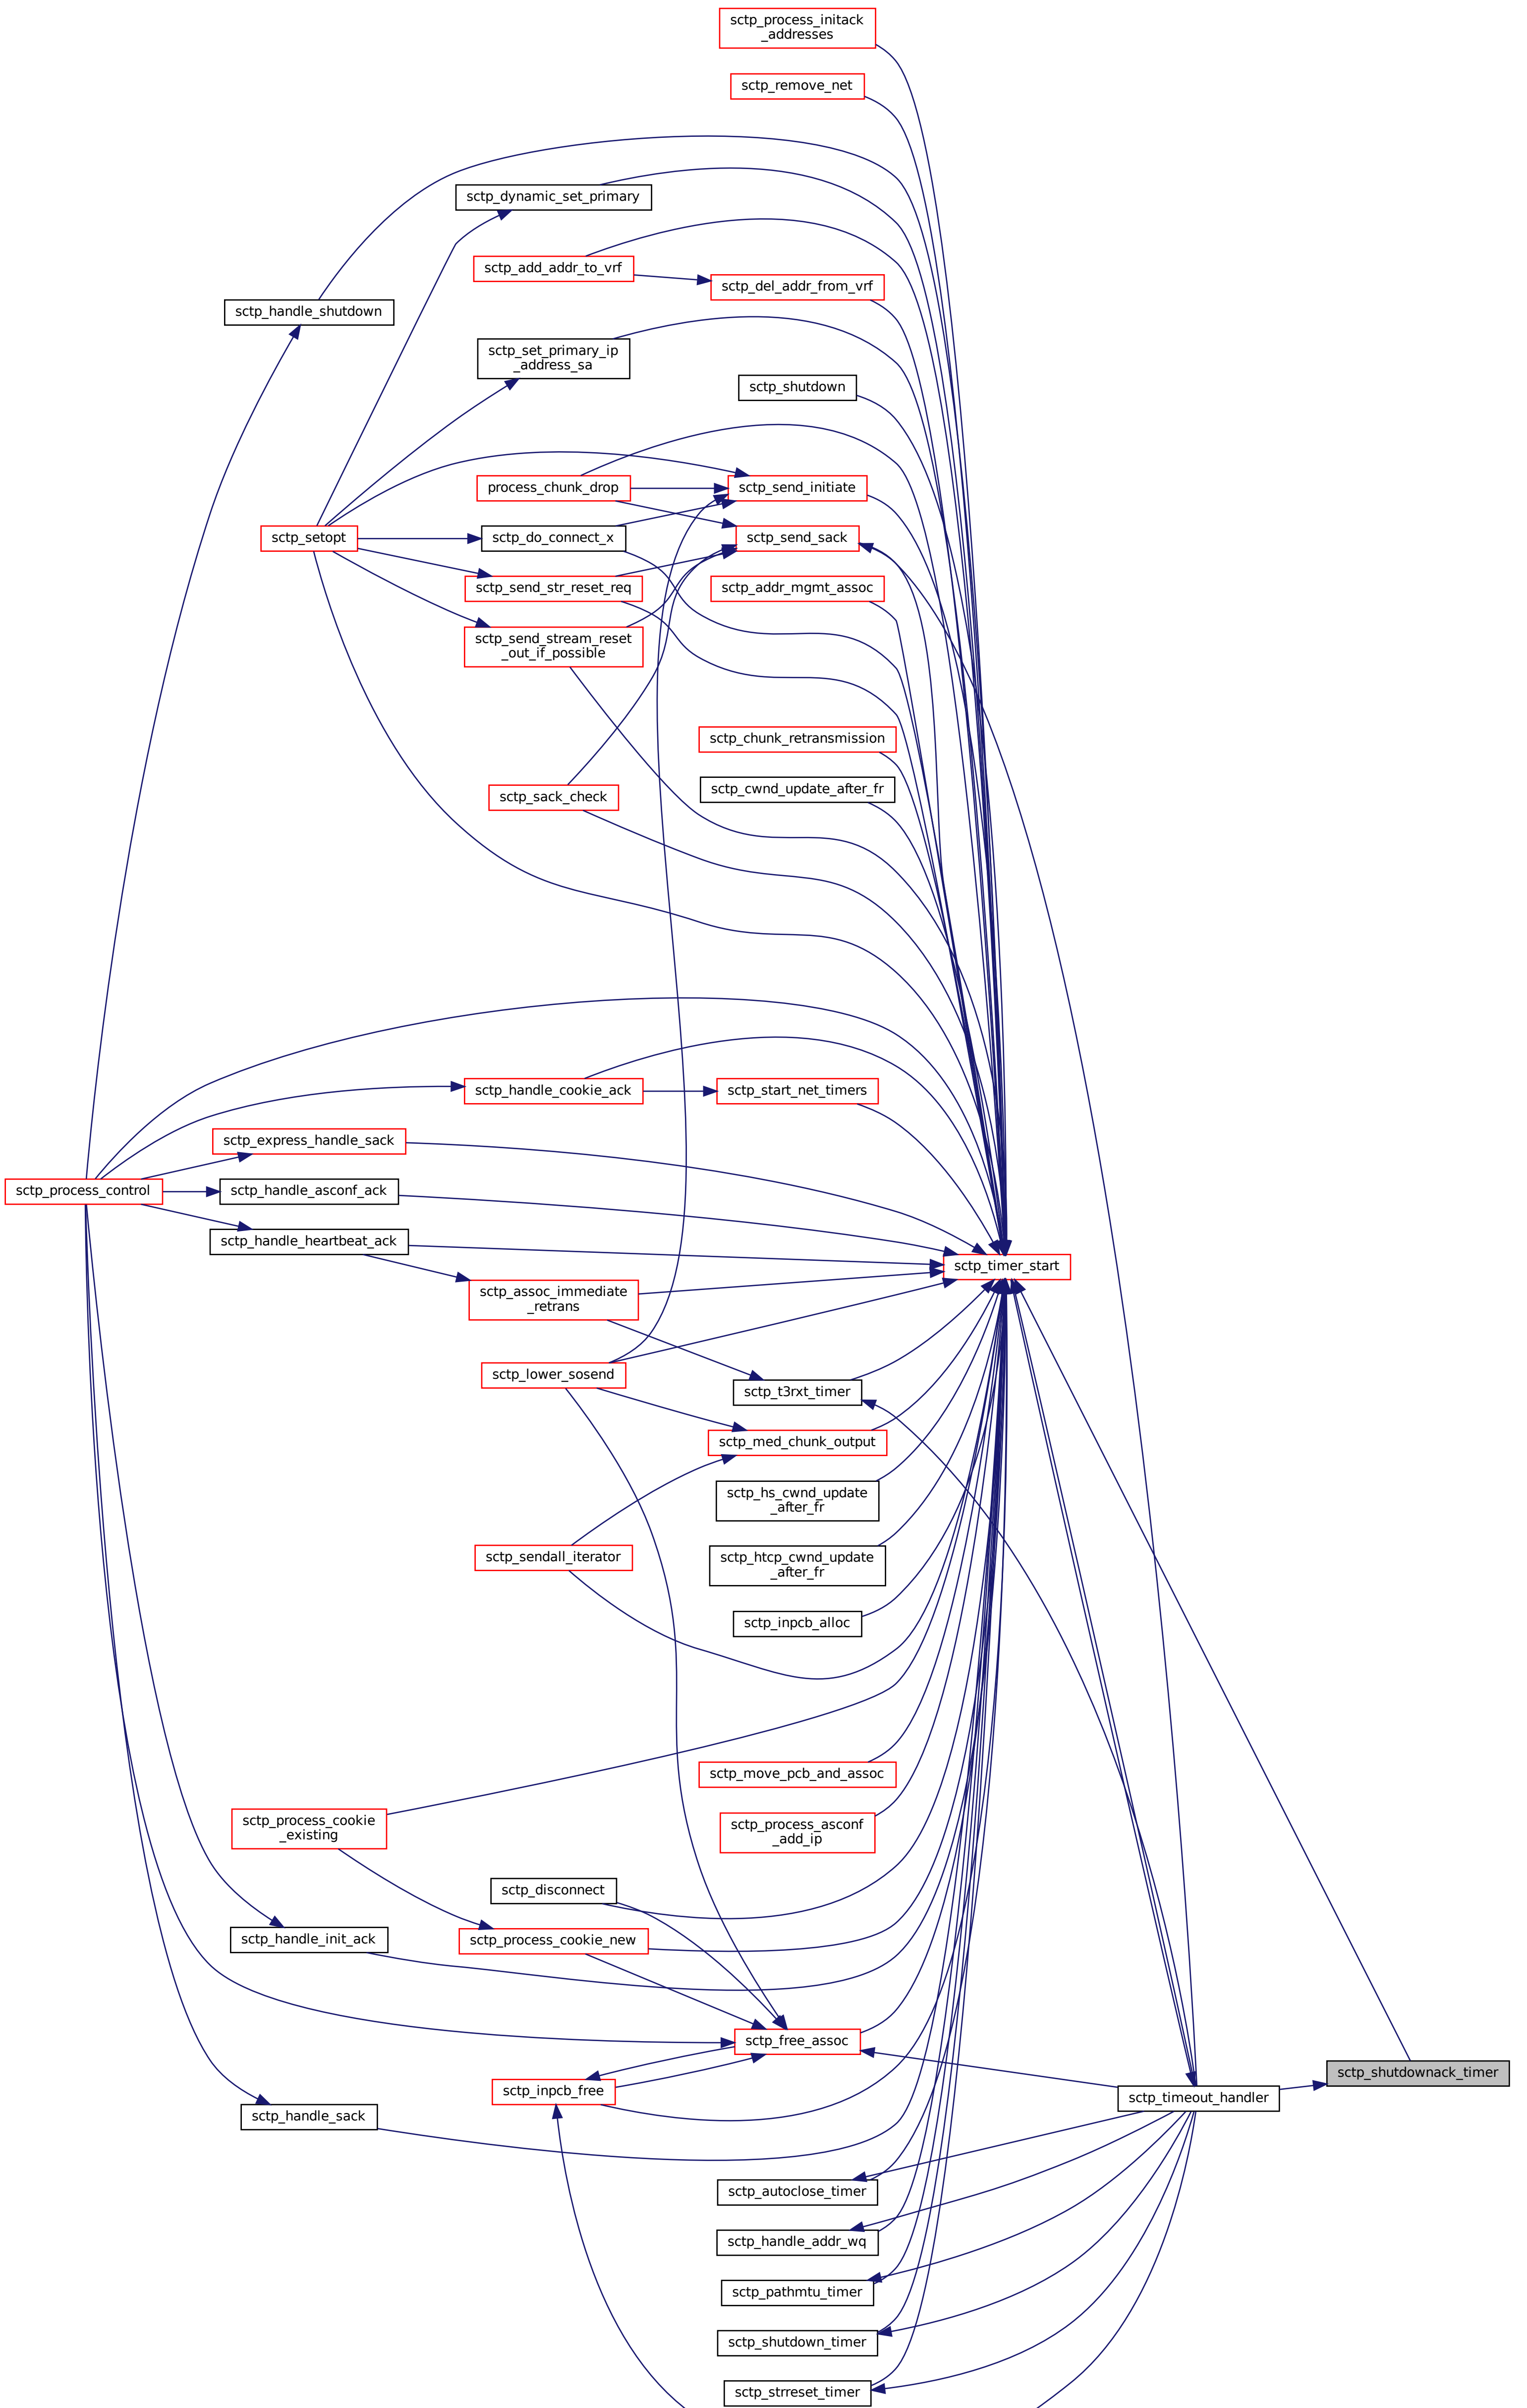 sctp_process_initack
_addresses
sctp_remove_net
sctp_dynamic_set_primary
sctp_add_addr_to_vrf
sctp_del_addr_from_vrf
sctp_handle_shutdown
sctp_set_primary_ip
_address_sa
sctp_shutdown
process_chunk_drop
sctp_send_initiate
sctp_setopt
sctp_do_connect_x
sctp_send_sack
sctp_send_str_reset_req
sctp_addr_mgmt_assoc
sctp_send_stream_reset
_out_if_possible
sctp_chunk_retransmission
sctp_cwnd_update_after_fr
sctp_sack_check
sctp_handle_cookie_ack
sctp_start_net_timers
sctp_express_handle_sack
sctp_process_control
sctp_handle_asconf_ack
sctp_handle_heartbeat_ack
sctp_timer_start
sctp_assoc_immediate
_retrans
sctp_lower_sosend
sctp_t3rxt_timer
sctp_med_chunk_output
sctp_hs_cwnd_update
_after_fr
sctp_sendall_iterator
sctp_htcp_cwnd_update
_after_fr
sctp_inpcb_alloc
sctp_move_pcb_and_assoc
sctp_process_cookie
_existing
sctp_process_asconf
_add_ip
sctp_disconnect
sctp_handle_init_ack
sctp_process_cookie_new
sctp_free_assoc
sctp_shutdownack_timer
sctp_inpcb_free
sctp_timeout_handler
sctp_handle_sack
sctp_autoclose_timer
sctp_handle_addr_wq
sctp_pathmtu_timer
sctp_shutdown_timer
sctp_strreset_timer